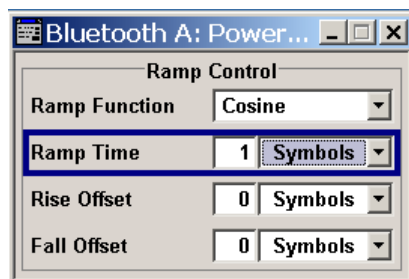 Bluetooth A: Power...
Ramp Control
Ramp Function Cosine
Ramp Time 1 Symbols
Rise Offset 0 Symbols
Fall Offset 0 Symbols